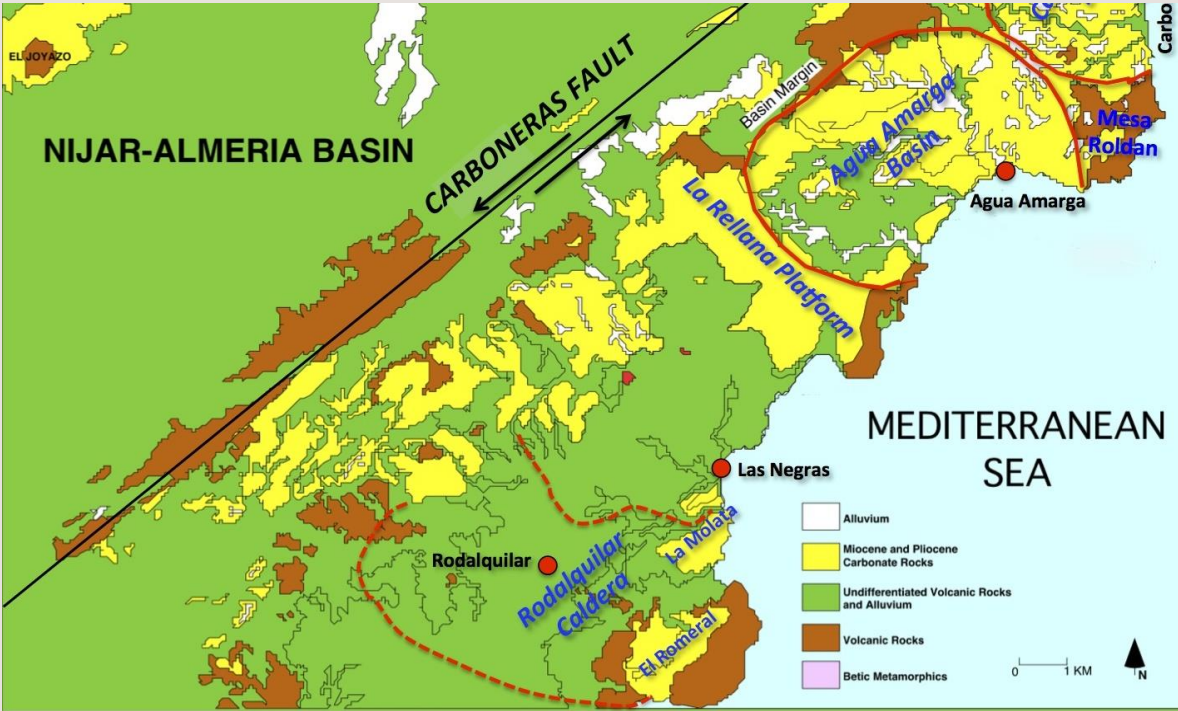 EL JOYAZO
Carbo
NIJAR-ALMERIA BASIN
CARBONERAS FAULT
Basin Margin
Agua Amarga
Basin
Mesa
Roldan
Agua Amarga
La Rellana Platform
MEDITERRANEAN
SEA
Las Negras
La Molata
Rodalquilar
Rodalquilar
Caldera
El Romeral
Alluvium
Miocene and Pliocene
Carbonate Rocks
Undifferentiated Volcanic Rocks
and Alluvium
Volcanic Rocks
Betic Metamorphics
0 1 KM
N